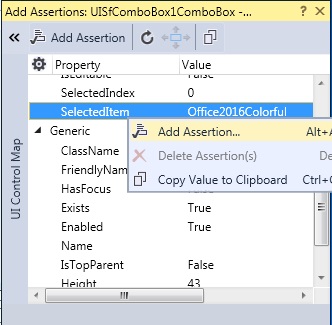 Add Assertions: UISfComboBox1ComboBox -...
Add Assertion
Property Value
IsEditable False
SelectedIndex 0
SelectedItem Office2016Colorful
Generic
Add Assertion... Alt+
ClassName
Delete Assertion(s) De
FriendlyNam
Copy Value to Clipboard Ctrl+
HasFocus
Exists True
Enabled True
Name
IsTopParent False
Height 43
UI Control Map